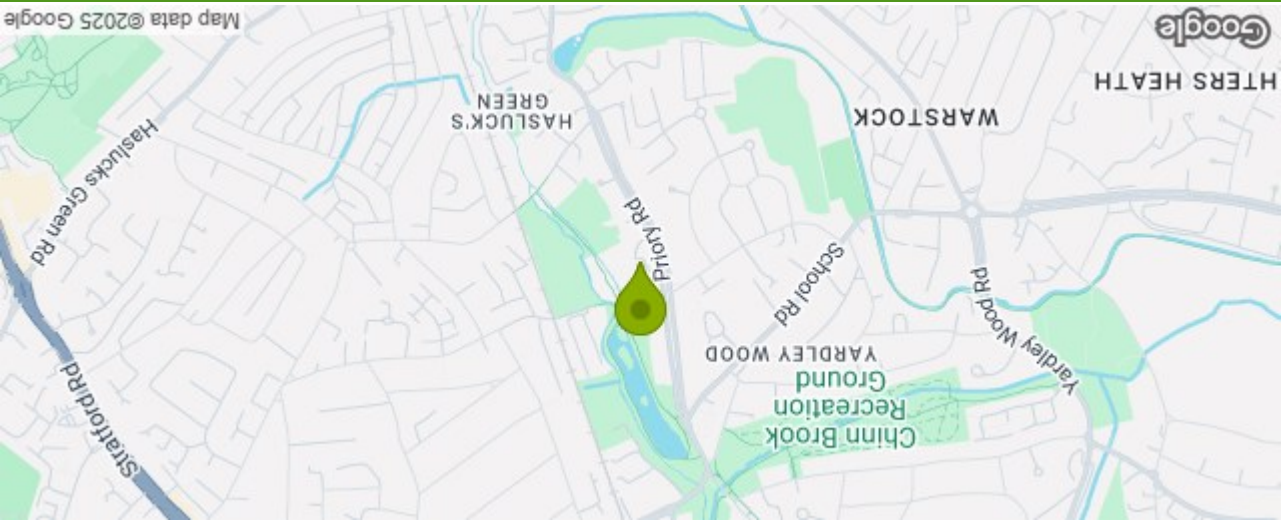 Chinn Brook
Recreation
Ground
Stratford Rd
Yardley Wood Rd
YARDLEY WOOD
School Rd
Priory Rd
Haslucks Green Rd
WARSTOCK
HASLUCK'S
GREEN
HTERS HEATH
Google
Map data ©2025 Google